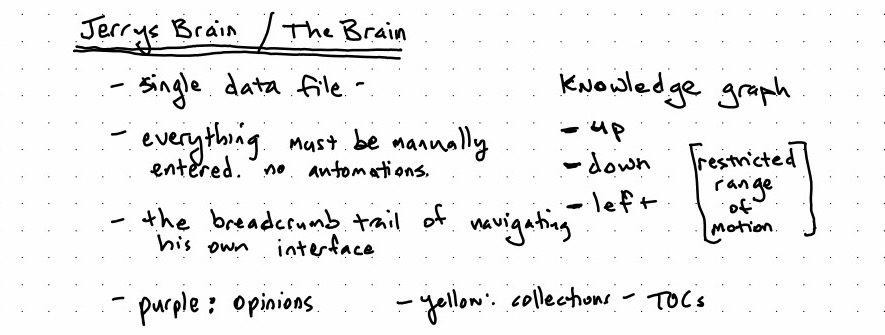 Jerrys Brain / The Brain
- single data file -
- everything must be manually
entered. no automations.
- the breadcrumb trail of navigating
his own interface
Knowledge graph
- up
- down
- left
[restricted
range
of
motion]
- purple: opinions - yellow: collections - TOCs